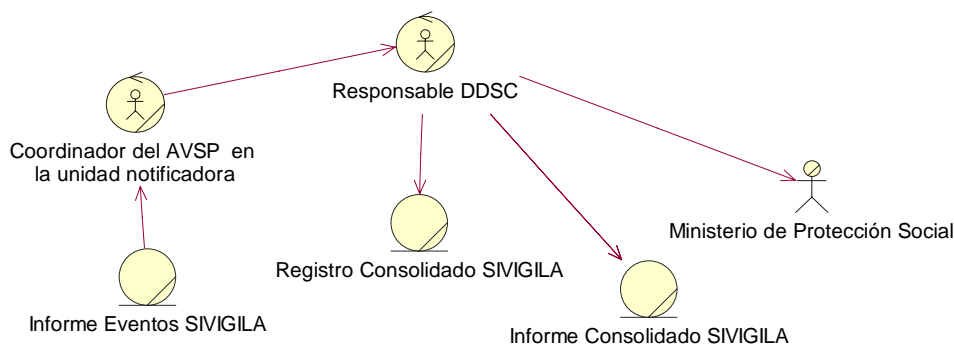 Responsable DDSC
Coordinador del AVSP en
la unidad notificadora
Ministerio de Protección Social
Registro Consolidado SIVIGILA
Informe Eventos SIVIGILA
Informe Consolidado SIVIGILA